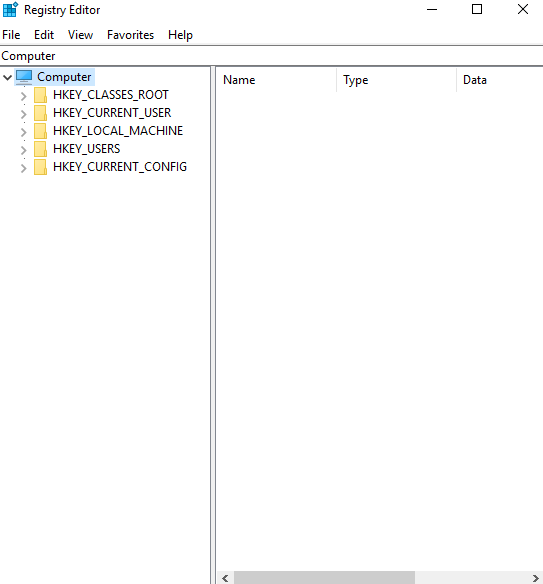 Registry Editor
File Edit View Favorites Help
Computer
Computer
HKEY_CLASSES_ROOT
HKEY_CURRENT_USER
HKEY_LOCAL_MACHINE
HKEY_USERS
HKEY_CURRENT_CONFIG
Name Type Data